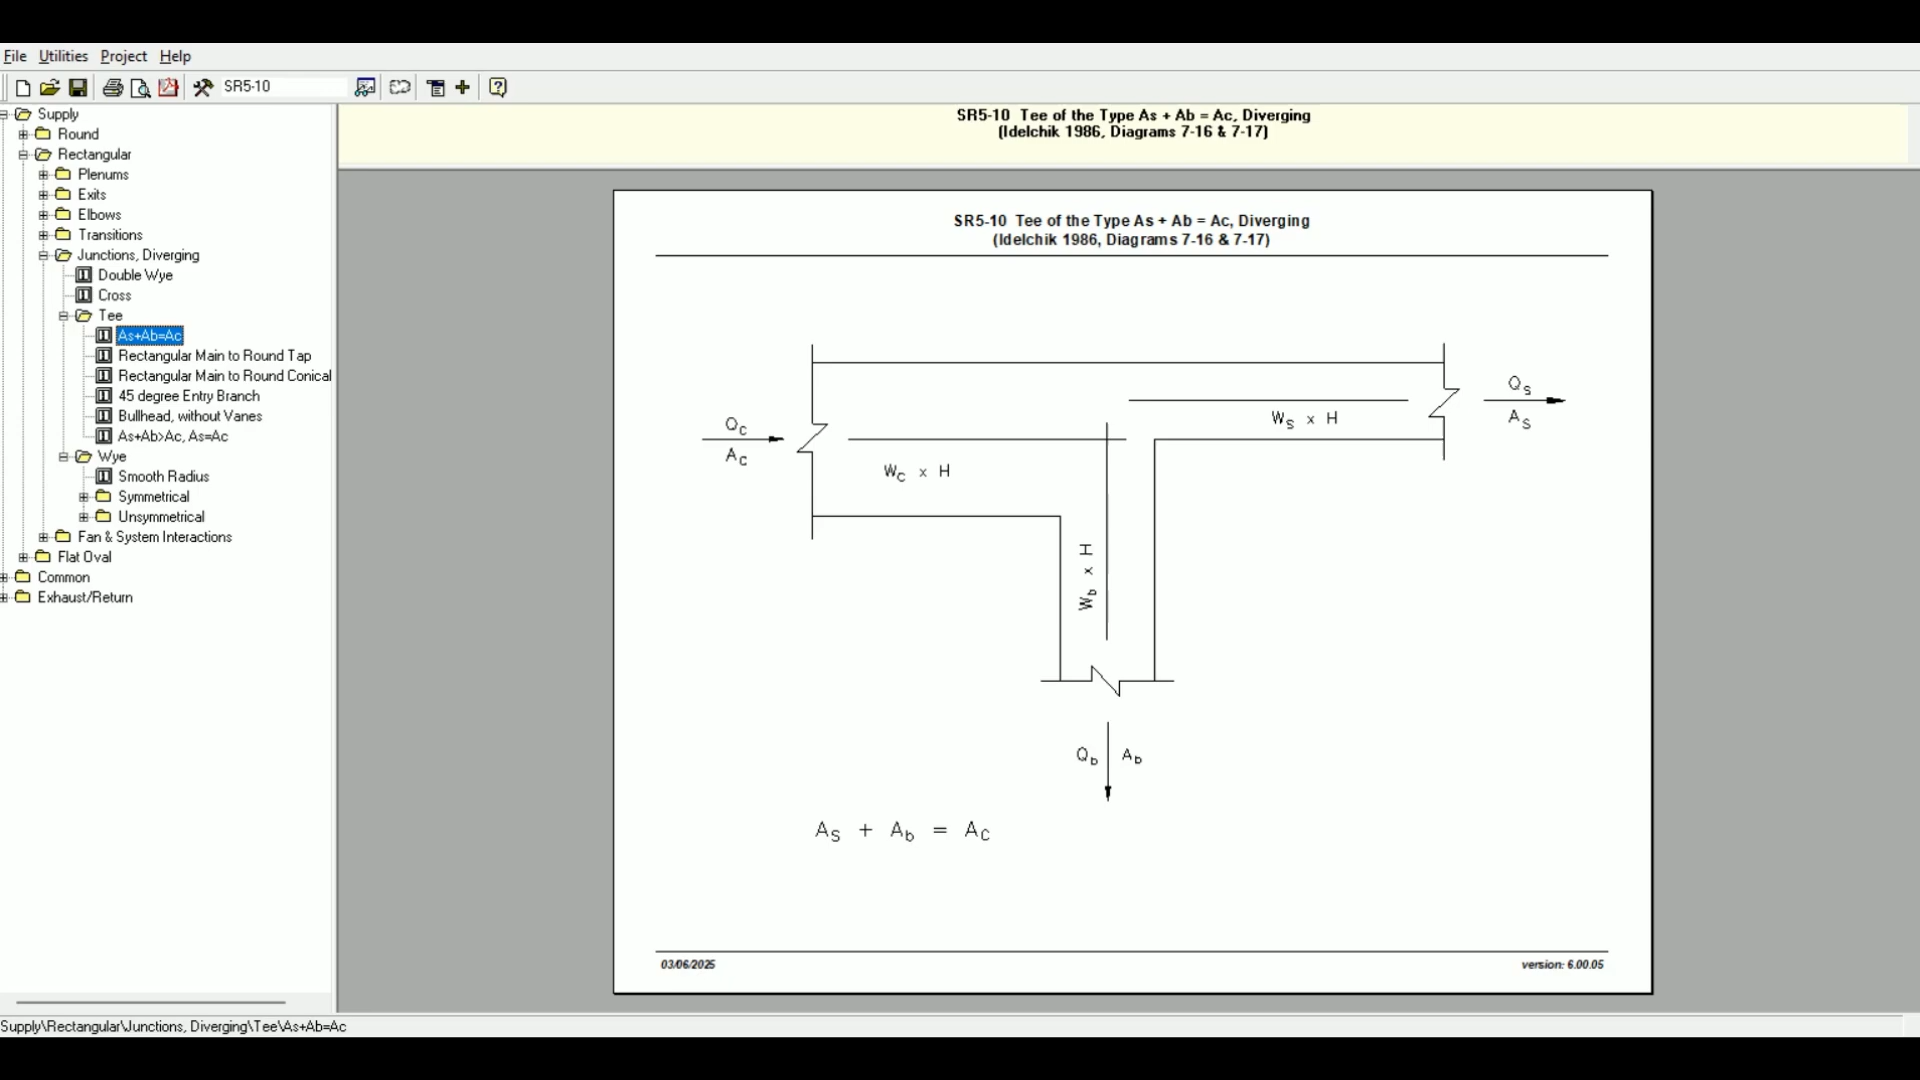 File Utilities Project Help
SR5-10
Supply
Round
Rectangular
Plenums
Exits
Elbows
Transitions
Junctions, Diverging
Double Wye
Cross
Tee
As+Ab=Ac
Rectangular Main to Round Tap
Rectangular Main to Round Conical
45 degree Entry Branch
Bullhead, without Vanes
As+Ab>Ac, As=Ac
Wye
Smooth Radius
Symmetrical
Unsymmetrical
Fan & System Interactions
Flat Oval
Common
Exhaust/Return
SR5-10 Tee of the Type As + Ab = Ac, Diverging
(Idelchik 1986, Diagrams 7-16 & 7-17)
SR5-10 Tee of the Type As + Ab = Ac, Diverging
(Idelchik 1986, Diagrams 7-16 & 7-17)
Qs
As
Ws x H
Qc
Ac
Wc x H
Wb x H
Qb Ab
As + Ab = Ac
03/06/2025 version: 6.00.05
Supply\Rectangular\Junctions, Diverging\Tee\As+Ab=Ac